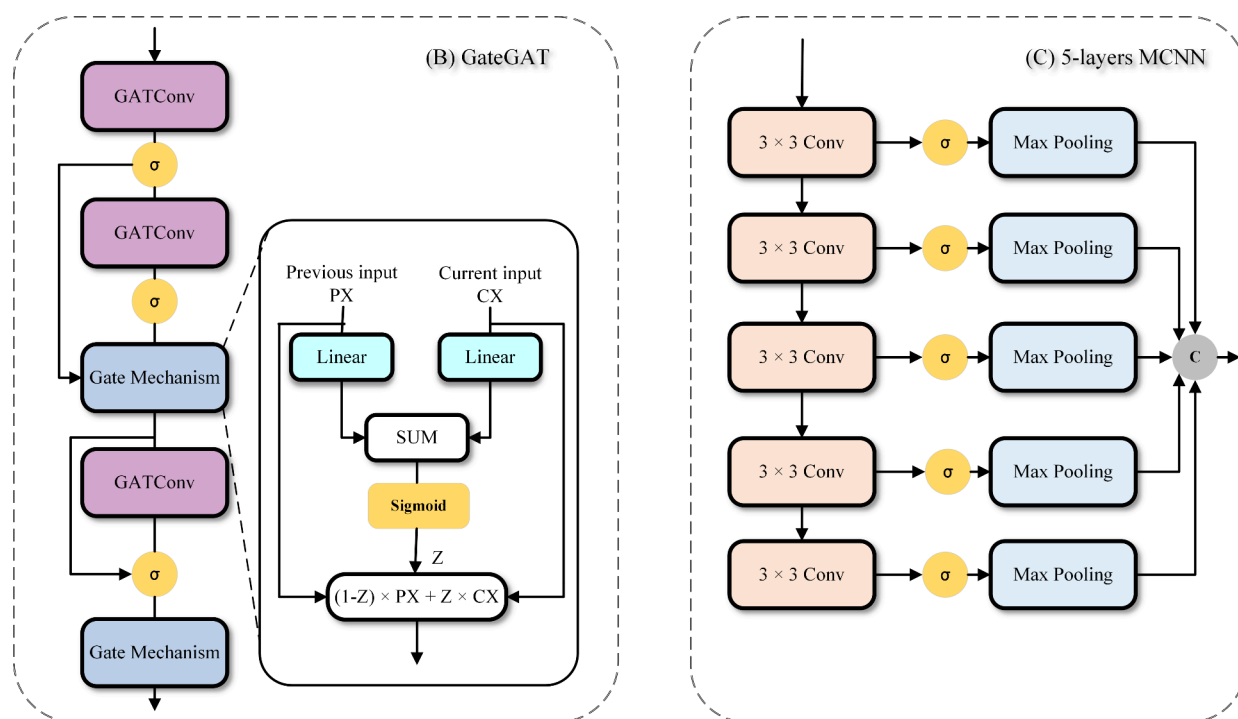 (B) GateGAT
GATConv
σ
GATConv
σ
Gate Mechanism
GATConv
σ
Gate Mechanism
Previous input
PX
Current input
CX
Linear
Linear
SUM
Sigmoid
Z
(1-Z) × PX + Z × CX
(C) 5-layers MCNN
3 × 3 Conv
σ
Max Pooling
3 × 3 Conv
σ
Max Pooling
3 × 3 Conv
σ
Max Pooling
C
3 × 3 Conv
σ
Max Pooling
3 × 3 Conv
σ
Max Pooling